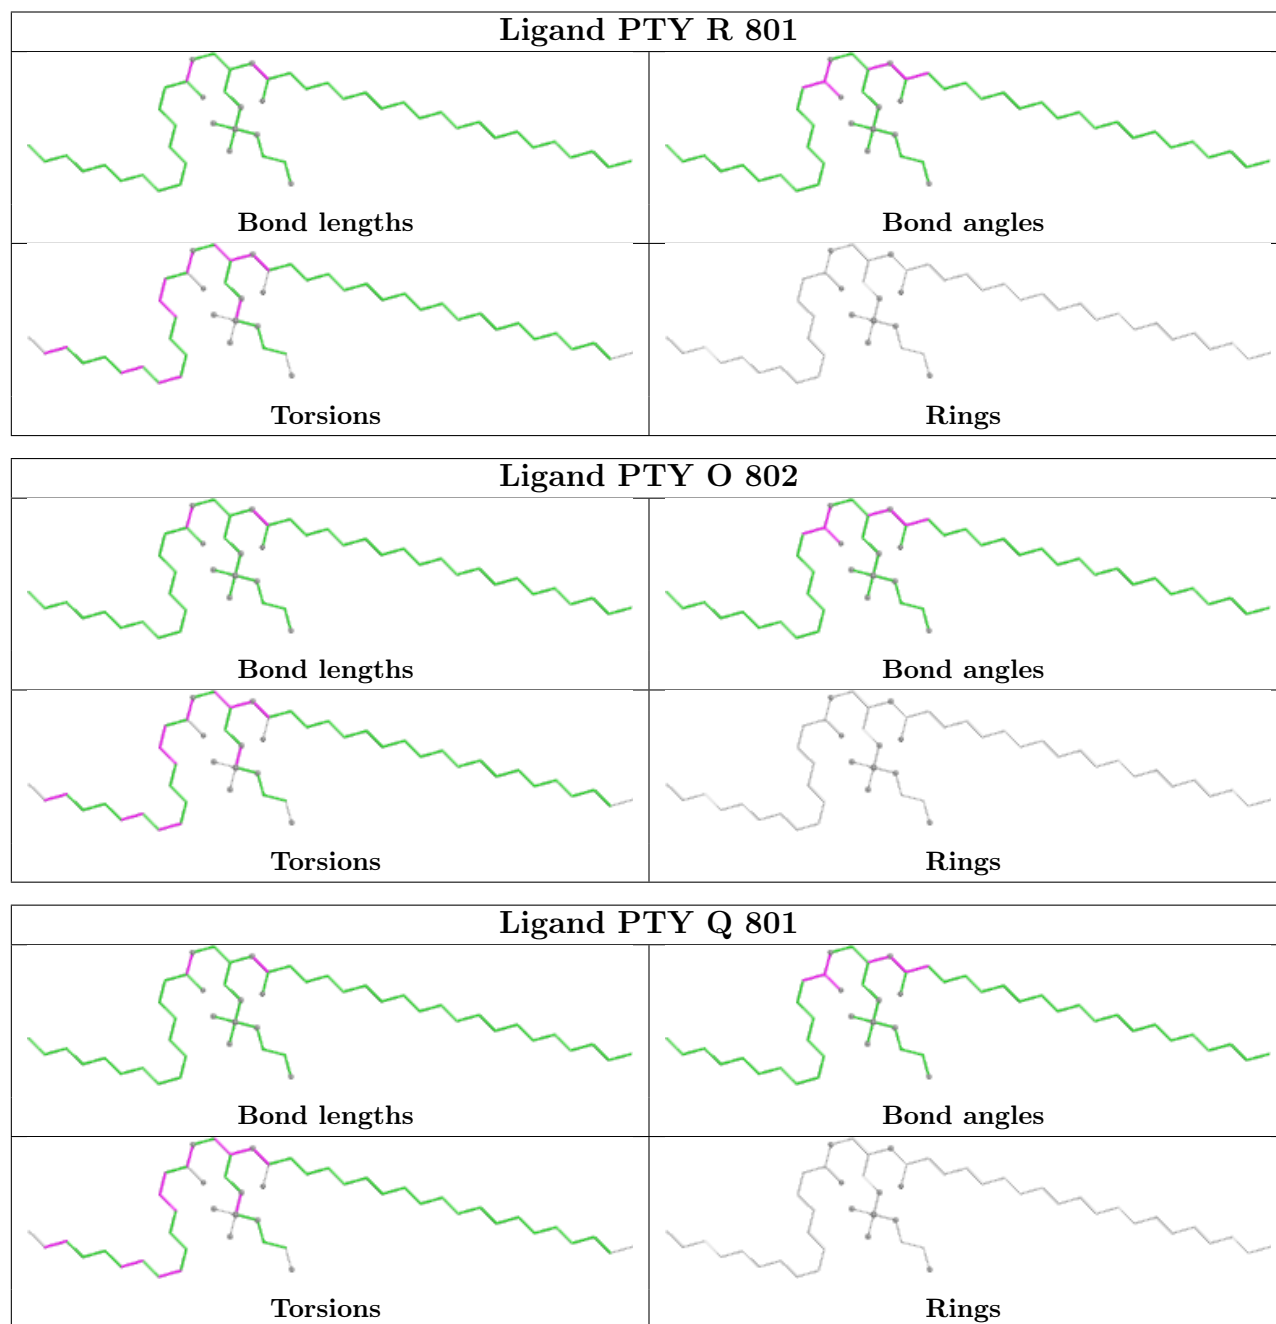 Ligand PTY R 801
Bond lengths
Bond angles
Torsions
Rings
Ligand PTY O 802
Bond lengths
Bond angles
Torsions
Rings
Ligand PTY Q 801
Bond lengths
Bond angles
Torsions
Rings